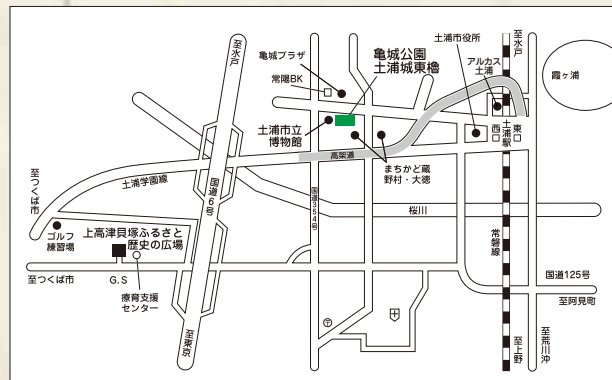 至水戸
亀城プラザ
常陽BK
亀城公園
土浦城東櫓
土浦市役所
至水戸
アルカス
土浦
霞ヶ浦
土浦市立
博物館
西口
土浦駅
東口
高架道
まちかど蔵
野村・大徳
至つくば市
土浦学園線
国道6号
国道354号
桜川
ゴルフ
練習場
上高津貝塚ふるさと
歴史の広場
常磐線
至つくば市
G.S
療育支援
センター
国道125号
至阿見町
至東京
至上野
至荒川沖